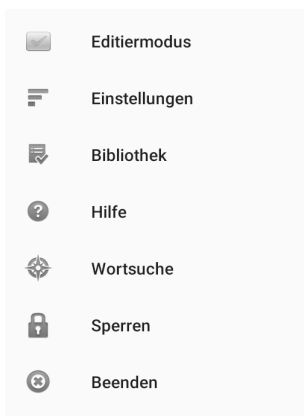 Editiermodus
Einstellungen
Bibliothek
Hilfe
Wortsuche
Sperren
Beenden